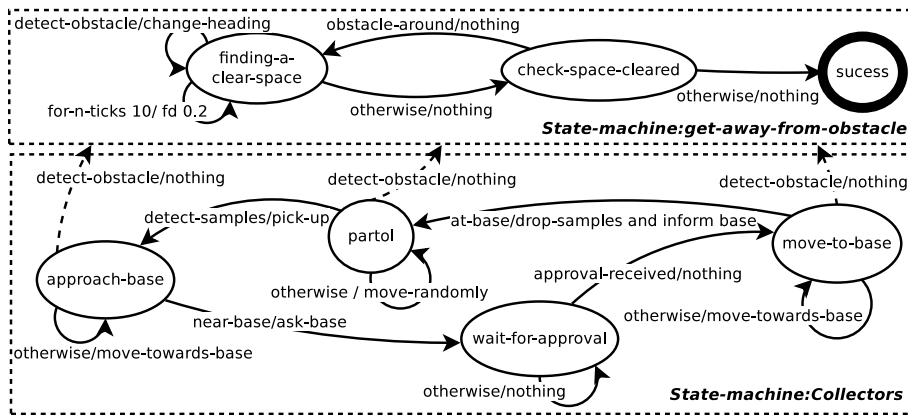 detect-obstacle/change-heading
obstacle-around/nothing
finding-a-
clear-space
check-space-cleared
sucess
for-n-ticks 10/ fd 0.2
otherwise/nothing
otherwise/nothing
State-machine:get-away-from-obstacle
detect-obstacle/nothing
detect-obstacle/nothing
detect-obstacle/nothing
detect-samples/pick-up
at-base/drop-samples and inform base
partol
move-to-base
approach-base
approval-received/nothing
otherwise / move-randomly
near-base/ask-base
otherwise/move-towards-base
wait-for-approval
otherwise/move-towards-base
otherwise/nothing
State-machine:Collectors